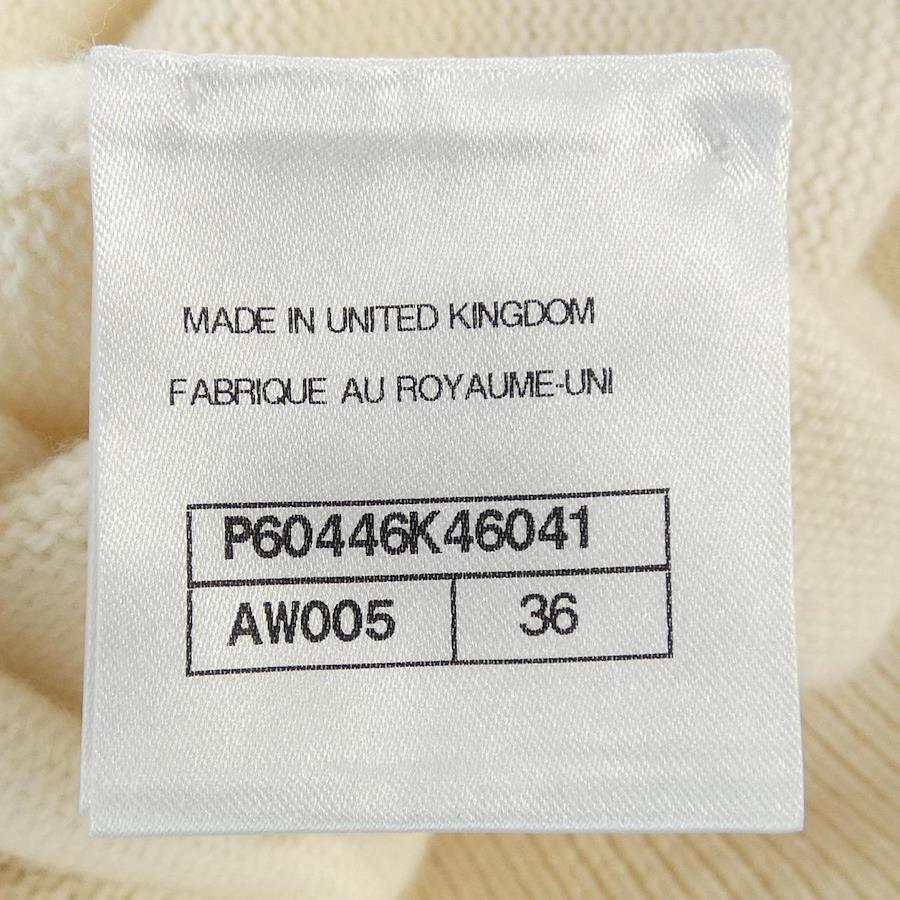 MADE IN UNITED KINGDOM
FABRIQUE AU ROYAUME-UNI
P60446K46041
AW005 36